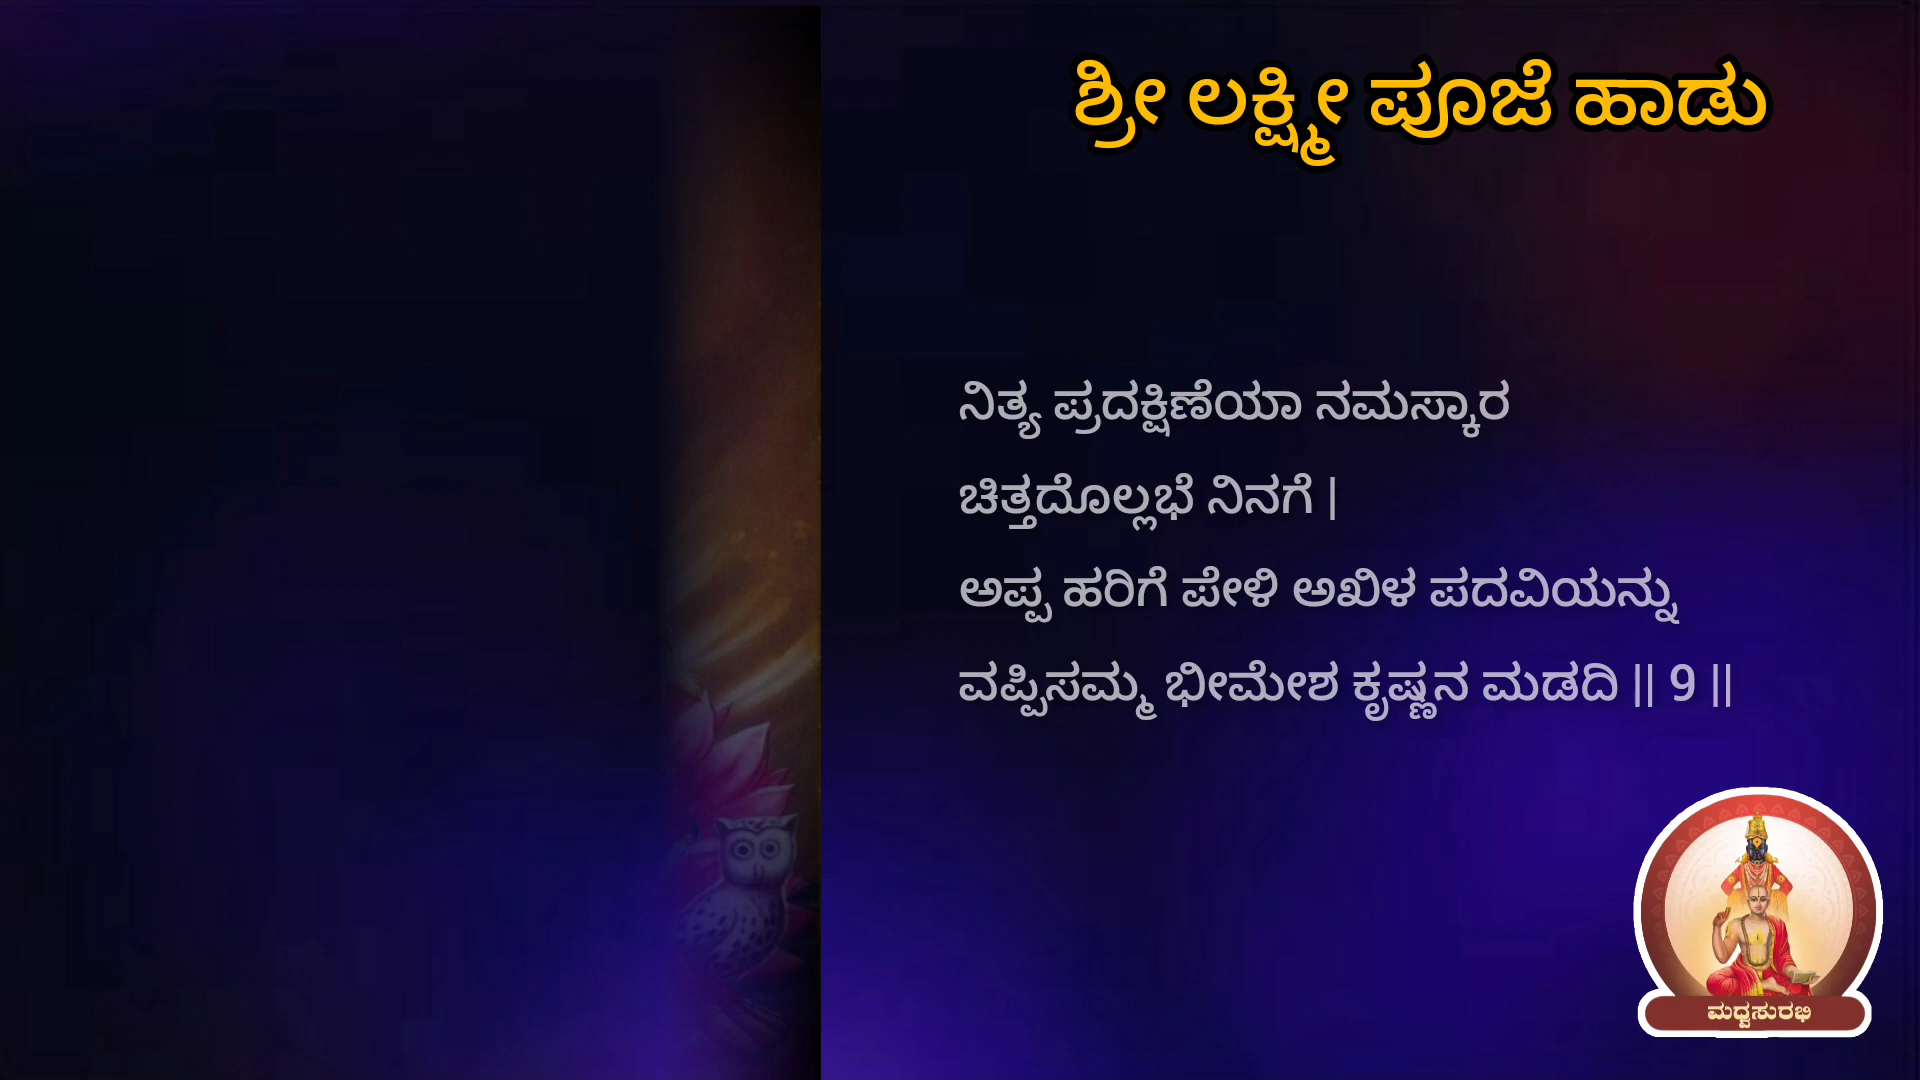 ಶ್ರೀ ಲಕ್ಷ್ಮೀ ಪೂಜೆ ಹಾಡು
ನಿತ್ಯ ಪ್ರದಕ್ಷಿಣೆಯಾ ನಮಸ್ಕಾರ
ಚಿತ್ತದೊಲ್ಲಭೆ ನಿನಗೆ |
ಅಪ್ಪ ಹರಿಗೆ ಪೇಳಿ ಅಖಿಳ ಪದವಿಯನ್ನು
ವಪ್ಪಿಸಮ್ಮ ಭೀಮೇಶ ಕೃಷ್ಣನ ಮಡದಿ || 9 ||
ಮಧ್ವಸುರಭಿ